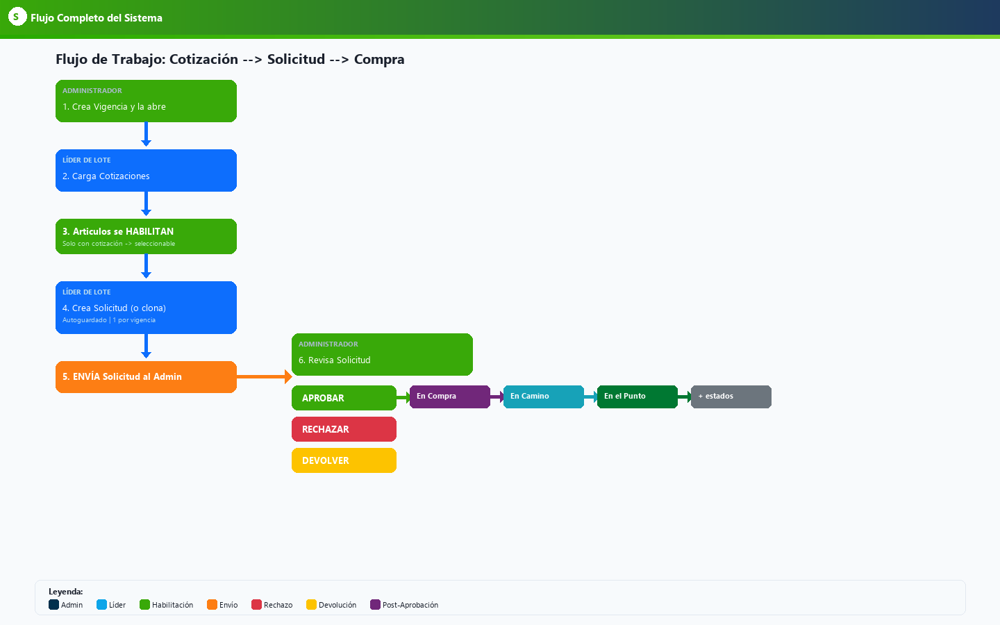 S Flujo Completo del Sistema
Flujo de Trabajo: Cotización --> Solicitud --> Compra
ADMINISTRADOR
1. Crea Vigencia y la abre
LÍDER DE LOTE
2. Carga Cotizaciones
3. Articulos se HABILITAN
Solo con cotización -> seleccionable
LÍDER DE LOTE
4. Crea Solicitud (o clona)
Autoguardado | 1 por vigencia
5. ENVÍA Solicitud al Admin
ADMINISTRADOR
6. Revisa Solicitud
APROBAR
En Compra
En Camino
En el Punto
+ estados
RECHAZAR
DEVOLVER
Leyenda:
Admin Líder Habilitación Envío Rechazo Devolución Post-Aprobación